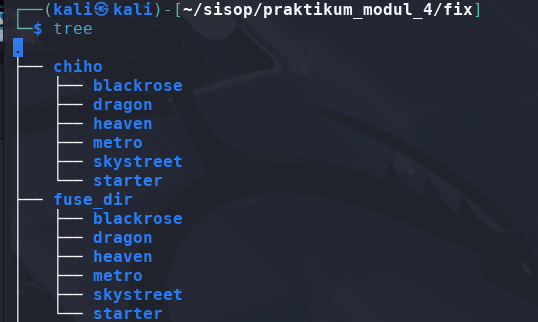 ┌──(kali㉿kali)-[~/sisop/praktikum_modul_4/fix]
└─$ tree
.
├── chiho
│   ├── blackrose
│   ├── dragon
│   ├── heaven
│   ├── metro
│   ├── skystreet
│   └── starter
├── fuse_dir
│   ├── blackrose
│   ├── dragon
│   ├── heaven
│   ├── metro
│   ├── skystreet
│   └── starter